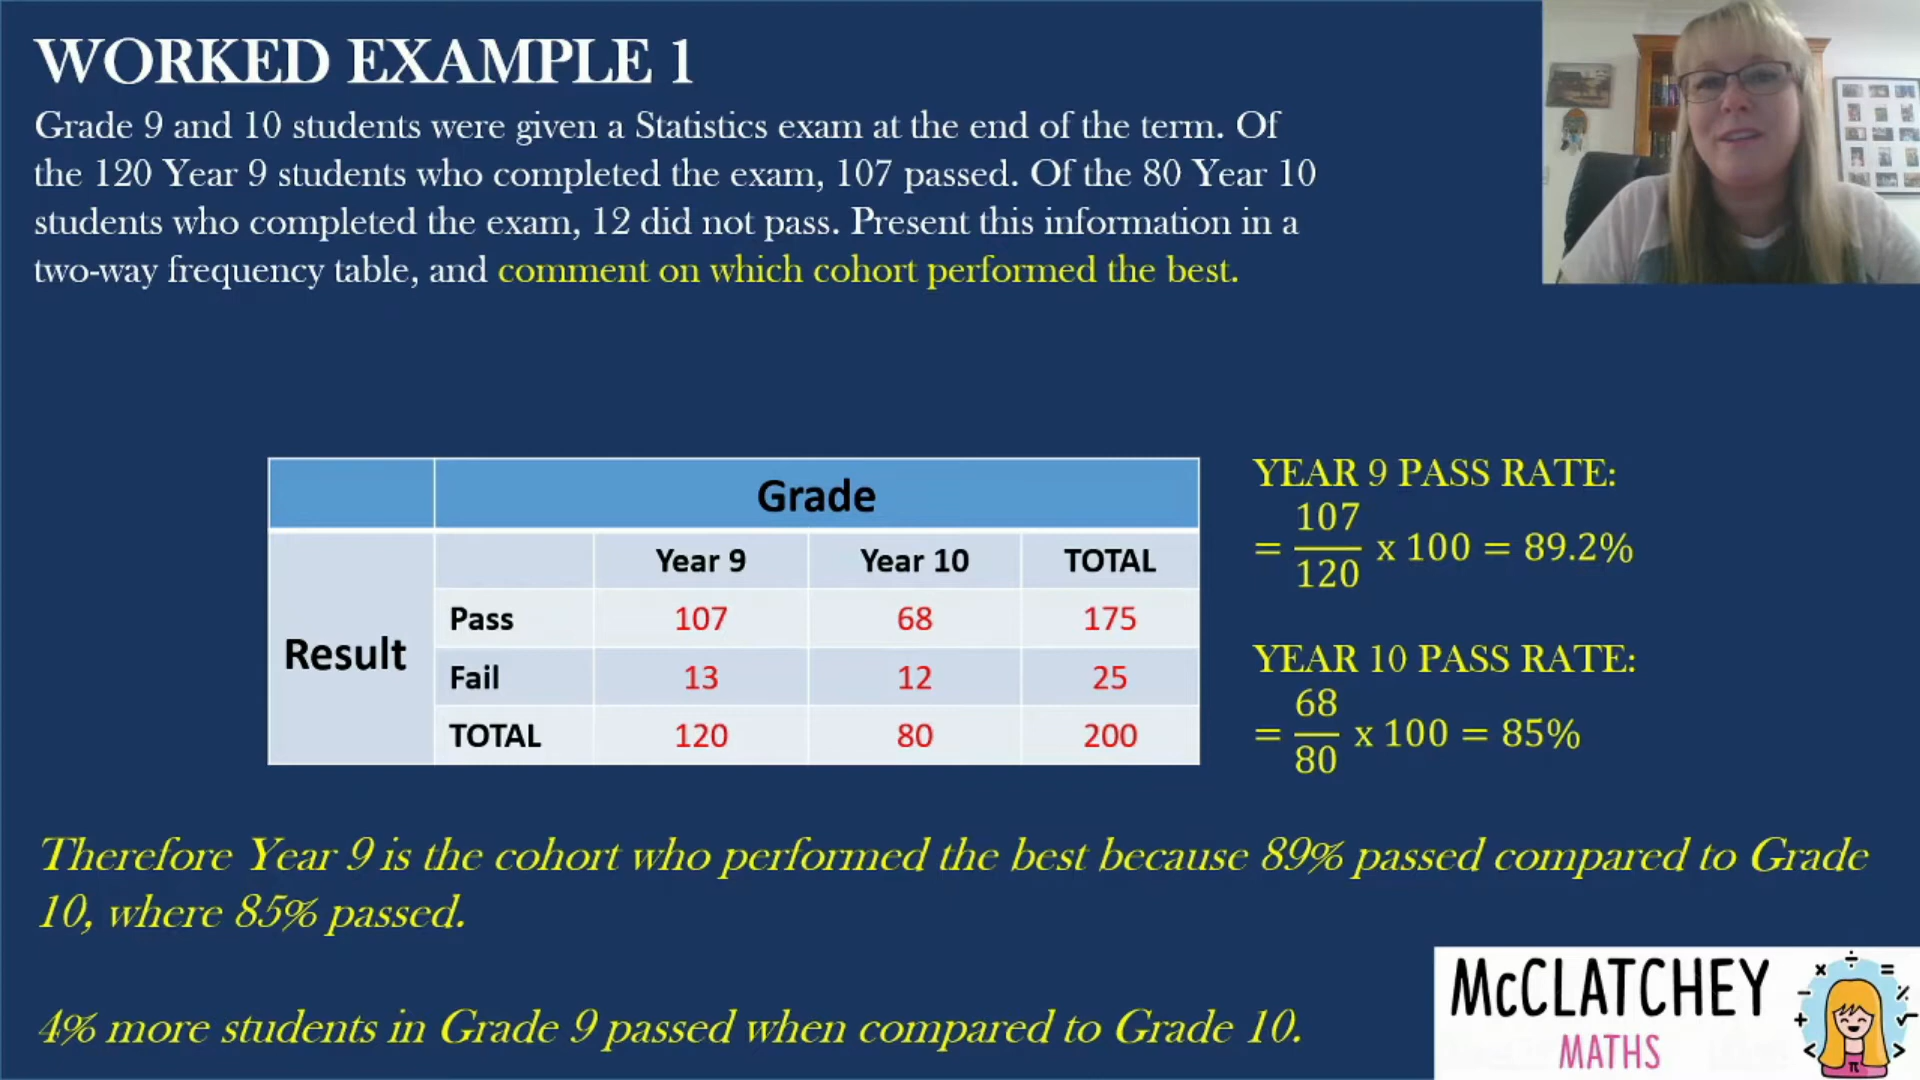 WORKED EXAMPLE 1
Grade 9 and 10 students were given a Statistics exam at the end of the term. Of
the 120 Year 9 students who completed the exam, 107 passed. Of the 80 Year 10
students who completed the exam, 12 did not pass. Present this information in a
two-way frequency table, and comment on which cohort performed the best.
Grade
Result
Year 9 Year 10 TOTAL
Pass 107 68 175
Fail 13 12 25
TOTAL 120 80 200
YEAR 9 PASS RATE:
= 107/120 x 100 = 89.2%
YEAR 10 PASS RATE:
= 68/80 x 100 = 85%
Therefore Year 9 is the cohort who performed the best because 89% passed compared to Grade
10, where 85% passed.
4% more students in Grade 9 passed when compared to Grade 10.
McCLATCHEY
MATHS